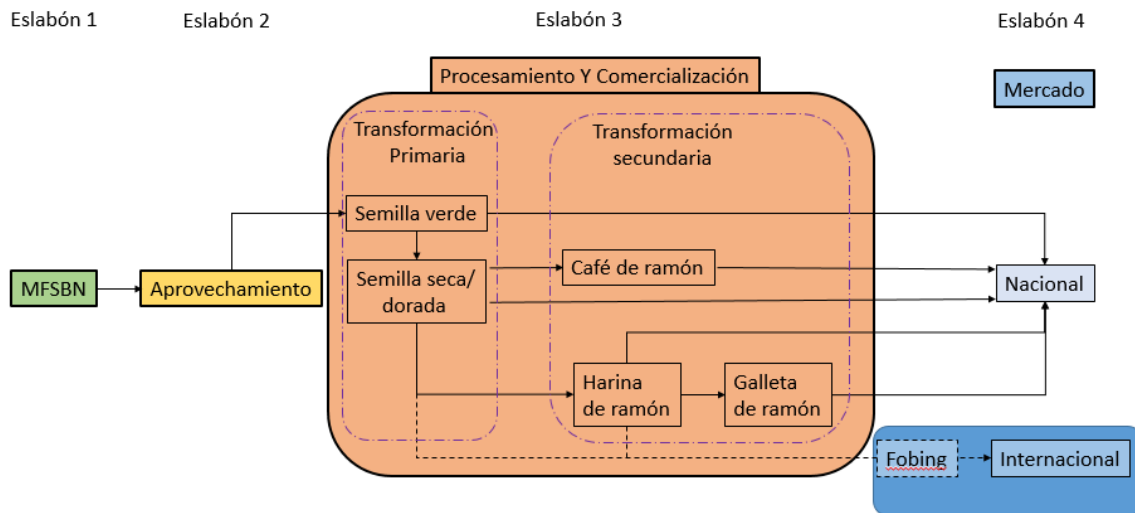 Eslabón 1
Eslabón 2
Eslabón 3
Eslabón 4
Procesamiento Y Comercialización
Mercado
Transformación
Primaria
Transformación
secundaria
Semilla verde
Semilla seca/
dorada
Café de ramón
MFSBN
Aprovechamiento
Nacional
Harina
de ramón
Galleta
de ramón
Fobing
Internacional